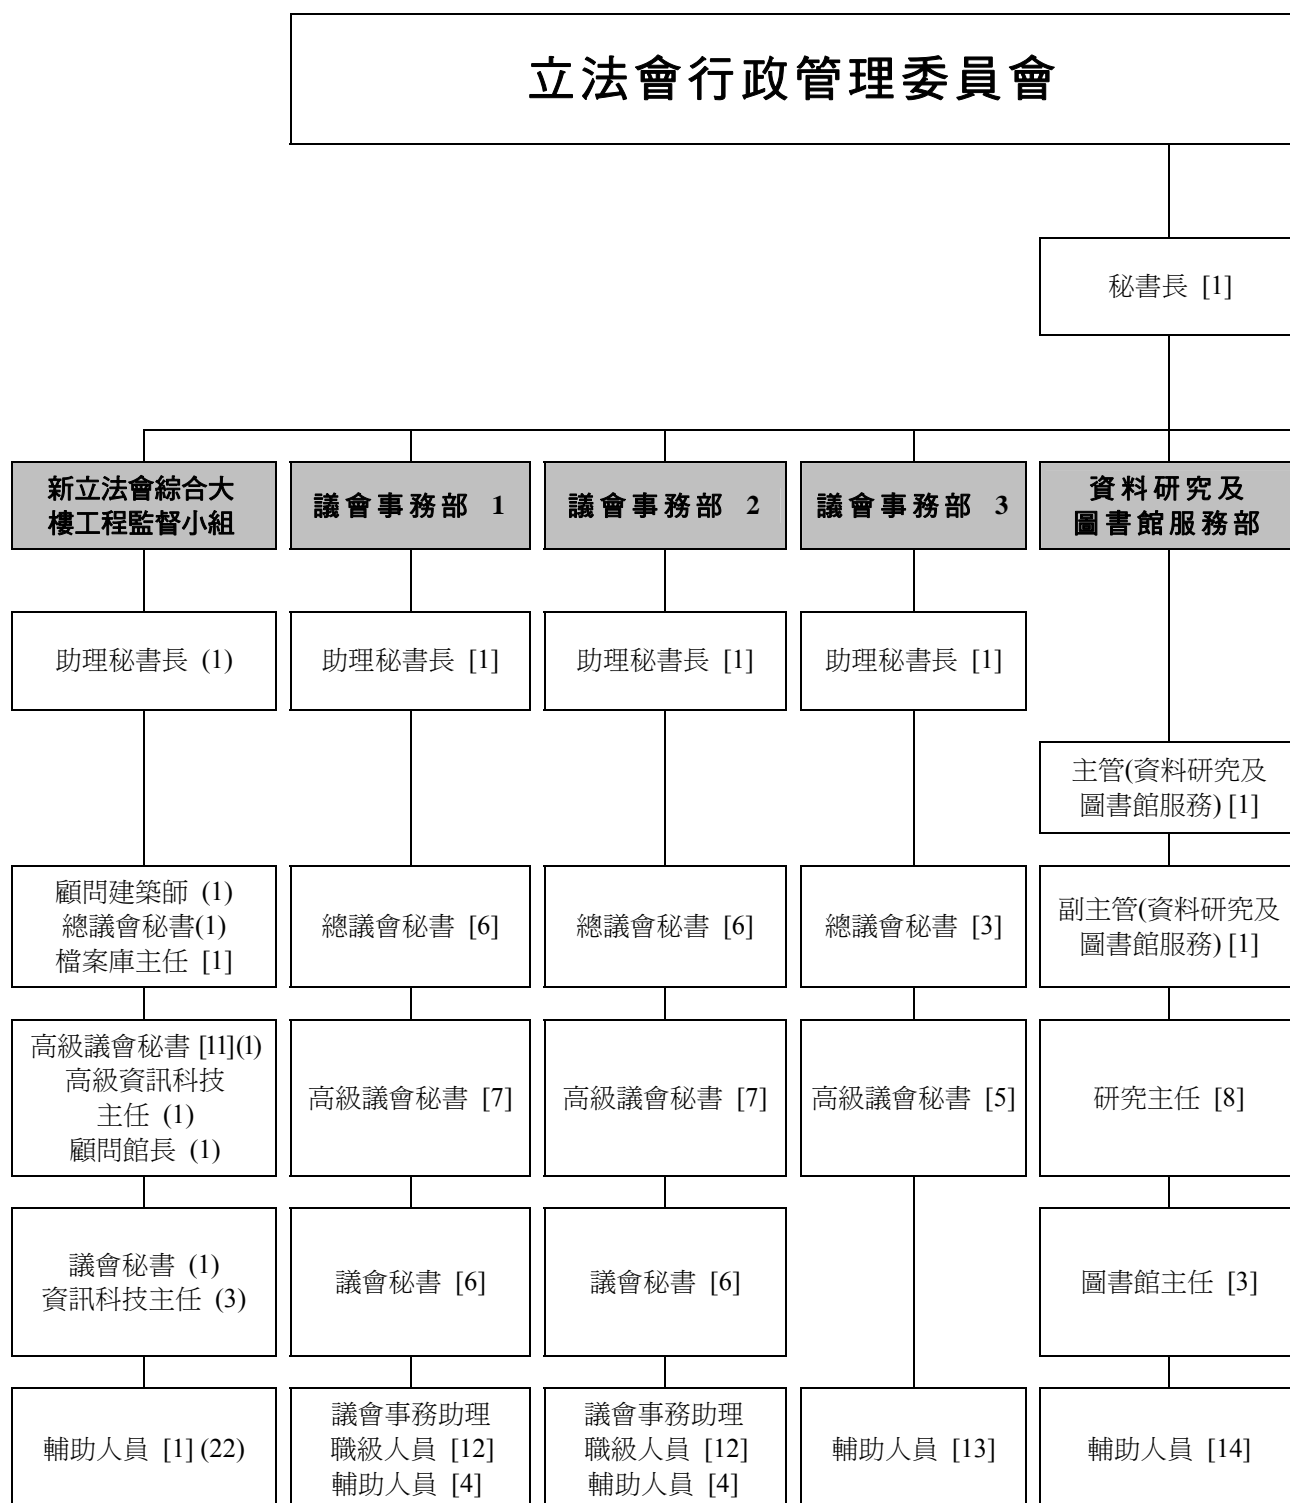 立法會行政管理委員會
秘書長 [1]
新立法會綜合大
樓工程監督小組
議會事務部 1
議會事務部 2
議會事務部 3
資料研究及
圖書館服務部
助理秘書長 (1)
助理秘書長 [1]
助理秘書長 [1]
助理秘書長 [1]
主管(資料研究及
圖書館服務) [1]
顧問建築師 (1)
總議會秘書(1)
檔案庫主任 [1]
總議會秘書 [6]
總議會秘書 [6]
總議會秘書 [3]
副主管(資料研究及
圖書館服務) [1]
高級議會秘書 [11](1)
高級資訊科技
主任 (1)
顧問館長 (1)
高級議會秘書 [7]
高級議會秘書 [7]
高級議會秘書 [5]
研究主任 [8]
議會秘書 (1)
資訊科技主任 (3)
議會秘書 [6]
議會秘書 [6]
圖書館主任 [3]
輔助人員 [1] (22)
議會事務助理
職級人員 [12]
輔助人員 [4]
議會事務助理
職級人員 [12]
輔助人員 [4]
輔助人員 [13]
輔助人員 [14]